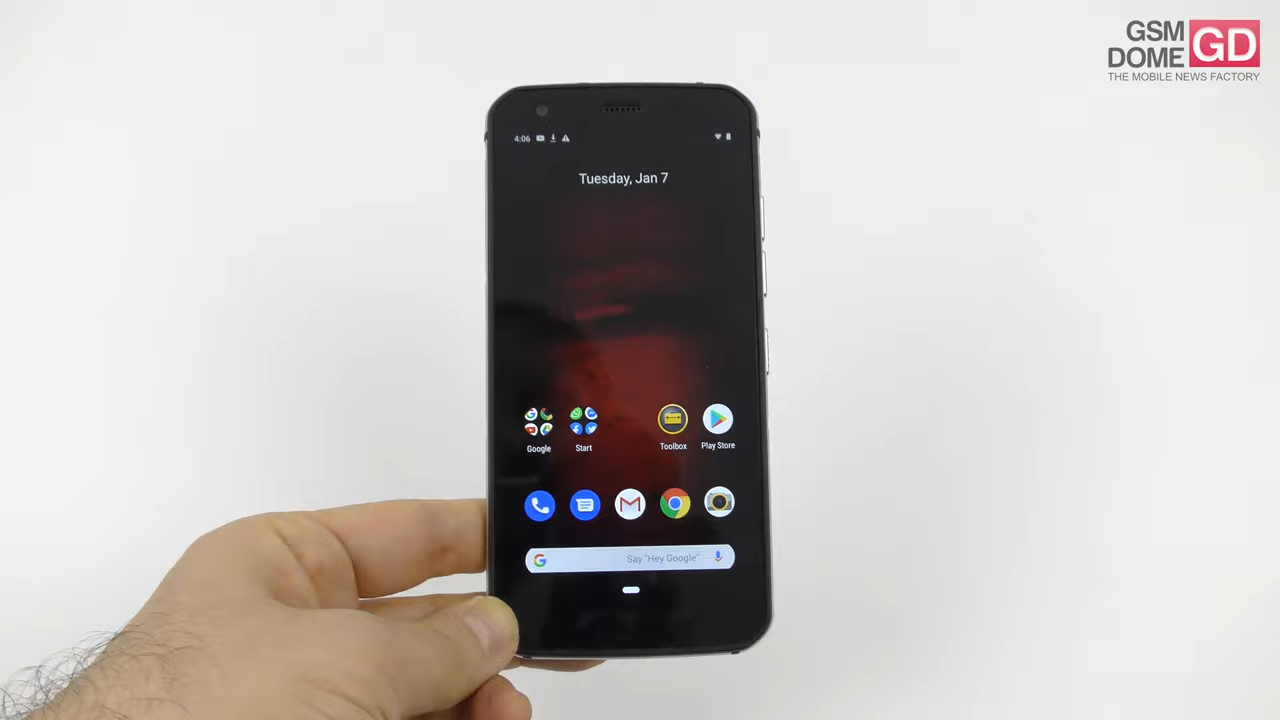 GSM
DOME GD
THE MOBILE NEWS FACTORY
4:06
Tuesday, Jan 7
Google Start Toolbox Play Store
Say "Hey Google"